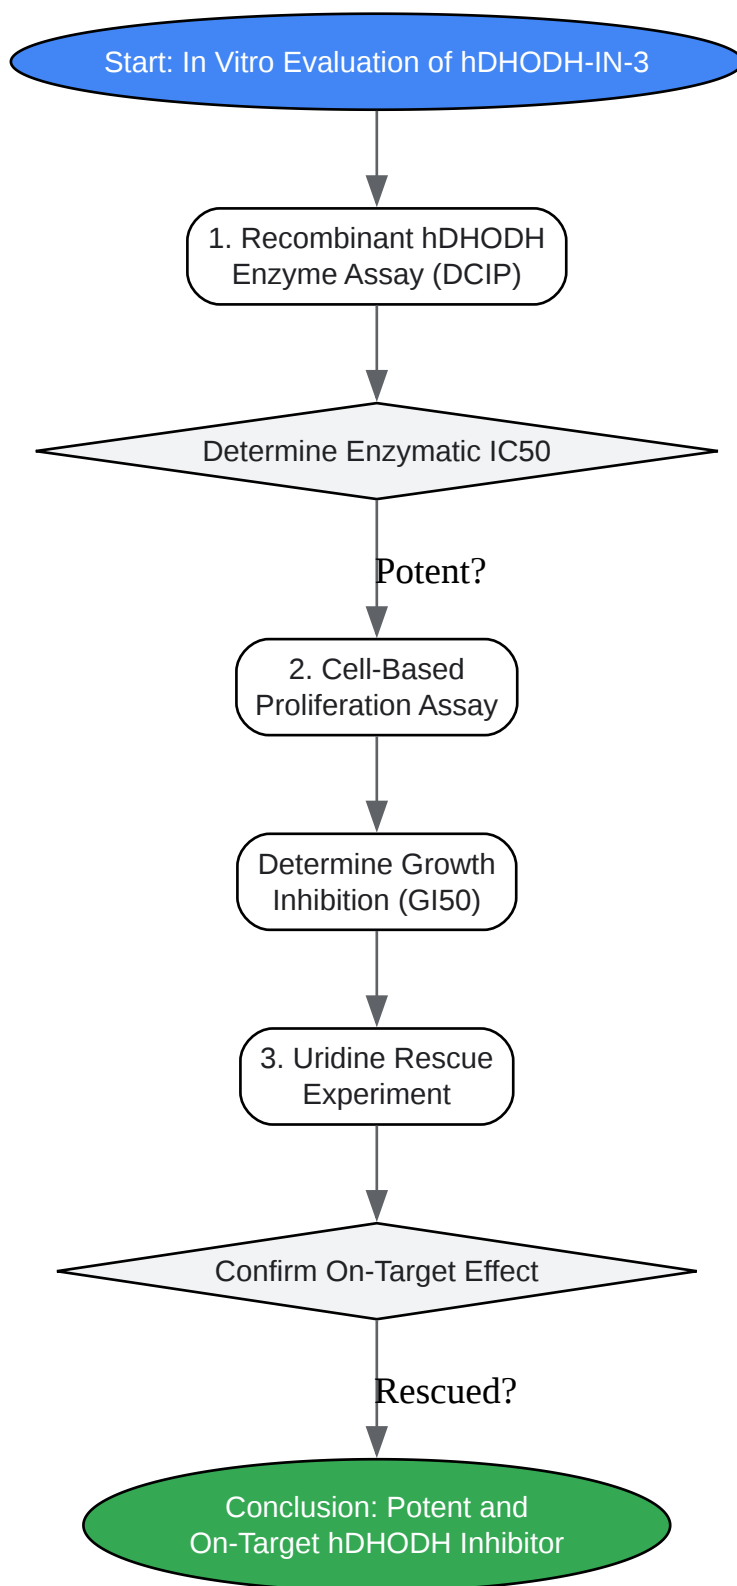 Start: In Vitro Evaluation of hDHODH-IN-3
1. Recombinant hDHODH
Enzyme Assay (DCIP)
Determine Enzymatic IC50
Potent?
2. Cell-Based
Proliferation Assay
Determine Growth
Inhibition (GI50)
3. Uridine Rescue
Experiment
Confirm On-Target Effect
Rescued?
Conclusion: Potent and
On-Target hDHODH Inhibitor